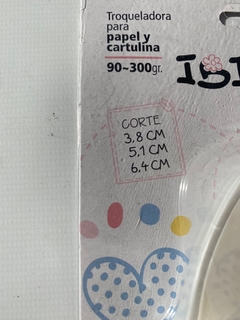 Troqueladora
para
papel y
cartulina
90~300gr.
CORTE
3.8 CM
5.1 CM
6.4 CM